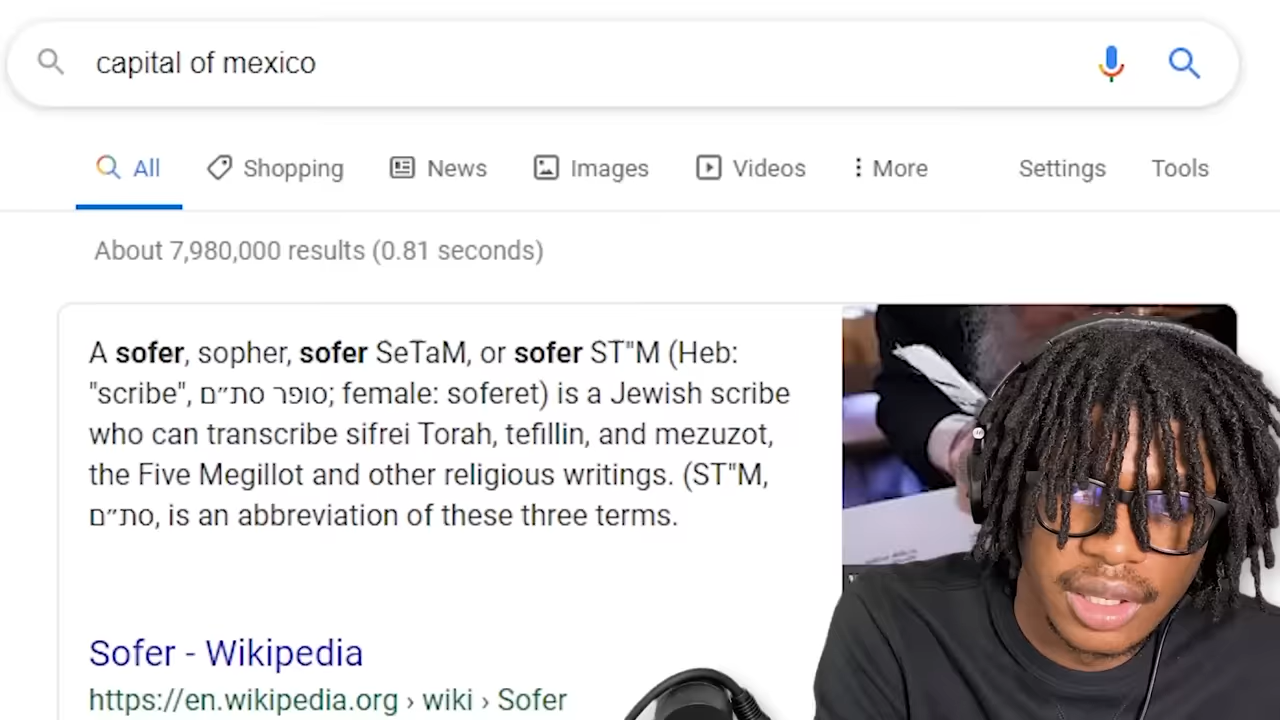 capital of mexico
All Shopping News Images Videos More Settings Tools
About 7,980,000 results (0.81 seconds)
A sofer, sopher, sofer SeTaM, or sofer ST"M (Heb:
"scribe", סופר סת״ם; female: soferet) is a Jewish scribe
who can transcribe sifrei Torah, tefillin, and mezuzot,
the Five Megillot and other religious writings. (ST"M,
סת״ם, is an abbreviation of these three terms.
Sofer - Wikipedia
https://en.wikipedia.org › wiki › Sofer